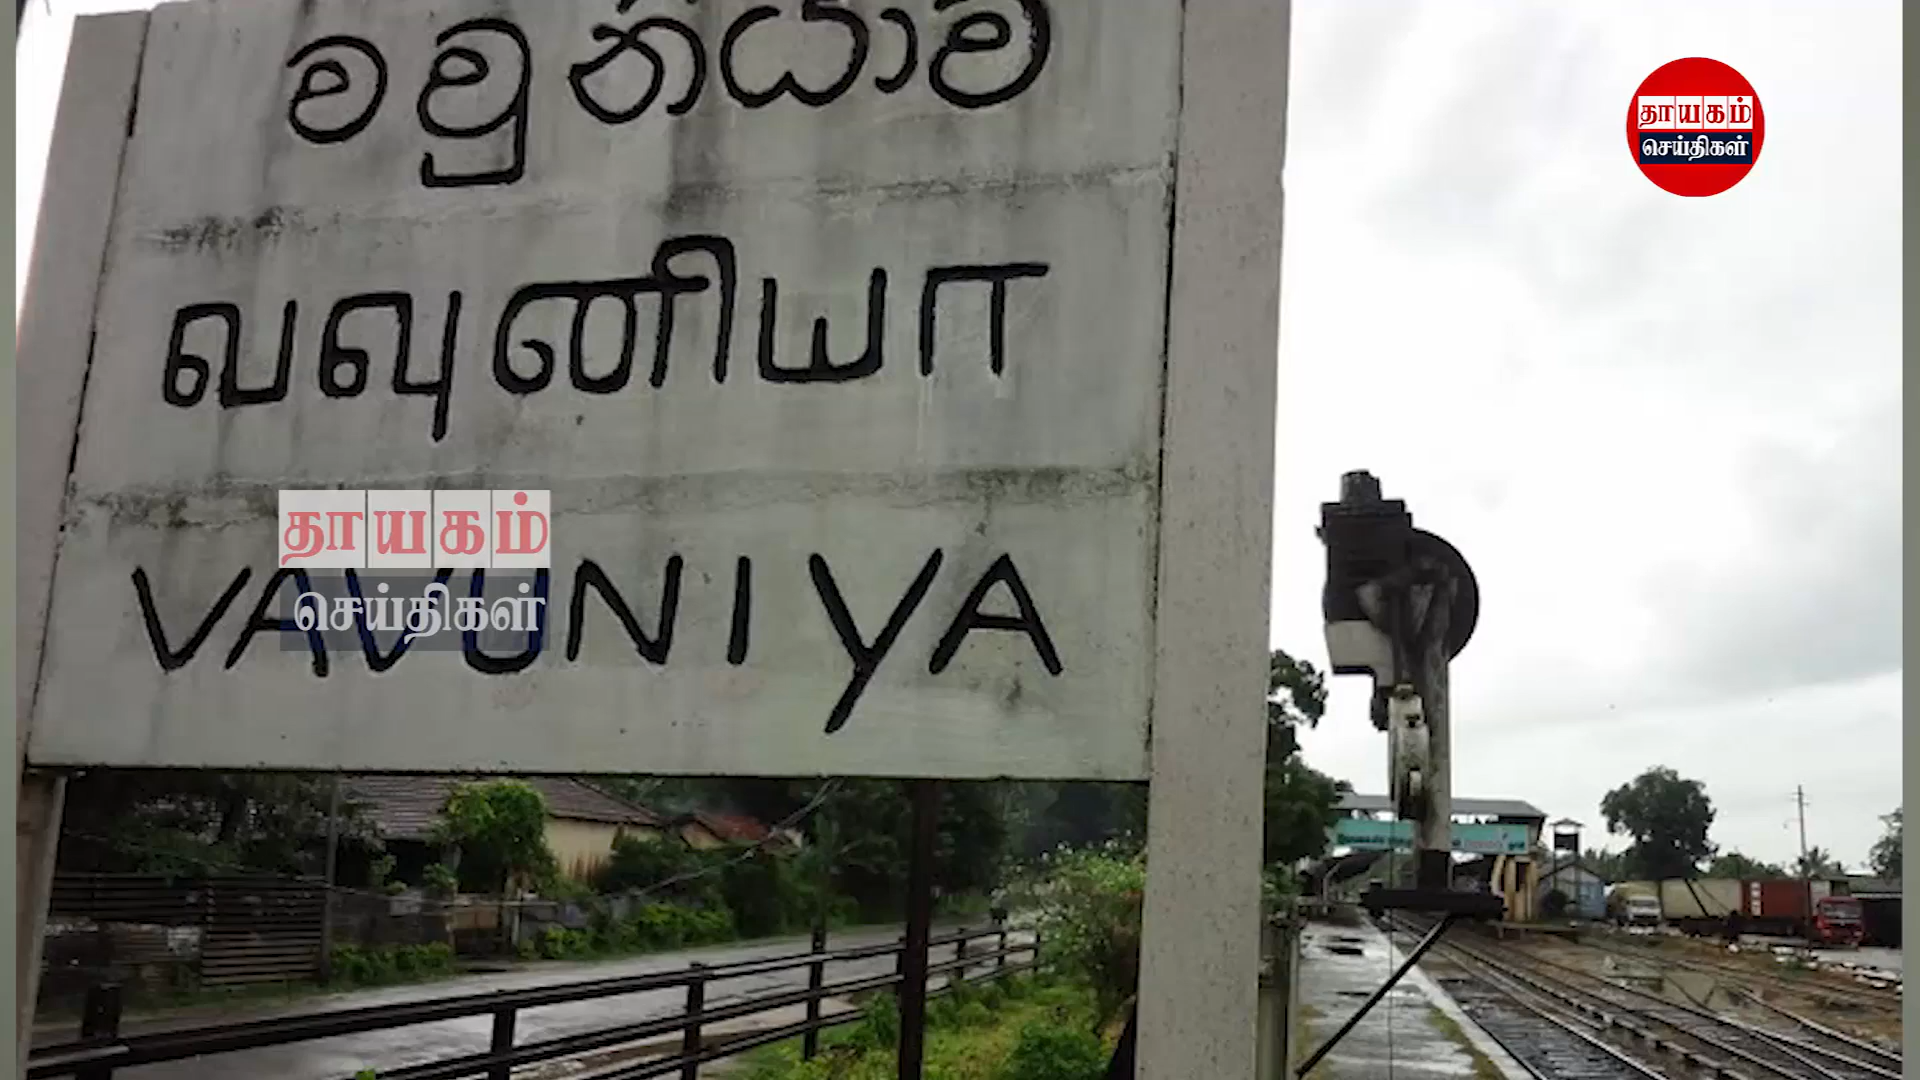 වවුනියාව
வவுனியா
VAVUNIYA
தாயகம்
செய்திகள்
தாயகம்
செய்திகள்